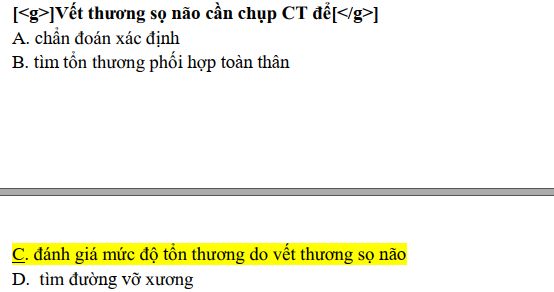 [<g>]Vết thương sọ não cần chụp CT để[</g>]
A. chẩn đoán xác định
B. tìm tổn thương phối hợp toàn thân
C. đánh giá mức độ tổn thương do vết thương sọ não
D. tìm đường vỡ xương